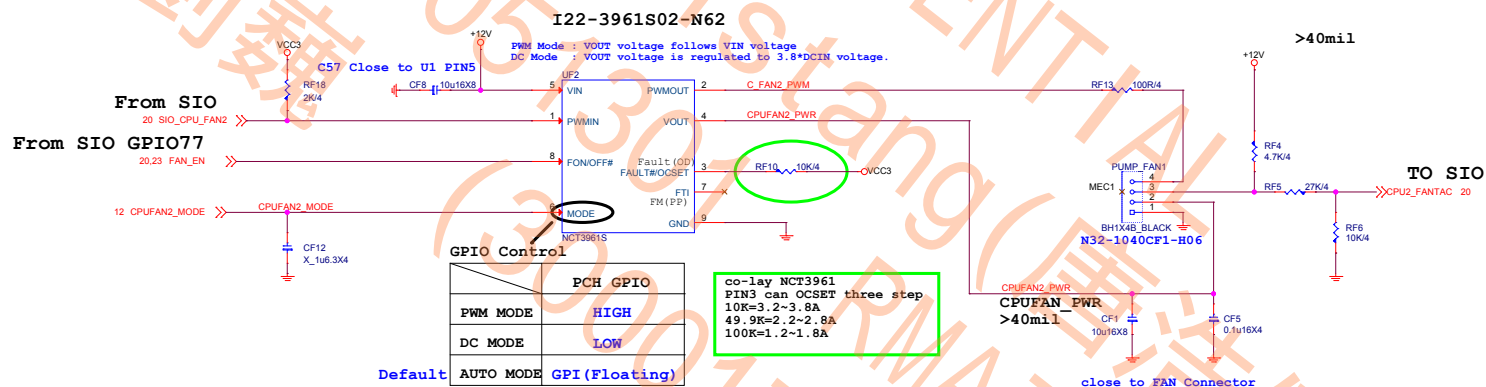 I22-3961S02-N62
PWM Mode : VOUT voltage follows VIN voltage
DC Mode : VOUT voltage is regulated to 3.8*DCIN voltage.
VCC3
+12V
C57 Close to U1 PIN5
RF18
2K/4
CF8
10u16X8
UF2
5
VIN
PWMOUT
2
C_FAN2_PWM
RF13
100R/4
>40mil
+12V
From SIO
20 SIO_CPU_FAN2
1
PWMIN
VOUT
4
CPUFAN2_PWR
From SIO GPIO77
20,23 FAN_EN
8
FON/OFF#
Fault(OD)
FAULT#/OCSET
3
RF10
10K/4
VCC3
FTI
7
FM(PP)
12 CPUFAN2_MODE
CPUFAN2_MODE
6
MODE
GND
9
NCT3961S
CF12
X_1u6.3X4
RF4
4.7K/4
PUMP_FAN1
MEC1
4
3
2
1
BH1X4B_BLACK
N32-1040CF1-H06
RF5
27K/4
TO SIO
CPU2_FANTAC 20
RF6
10K/4
GPIO Control
PCH GPIO
PWM MODE HIGH
DC MODE LOW
Default AUTO MODE GPI(Floating)
co-lay NCT3961
PIN3 can OCSET three step
10K=3.2~3.8A
49.9K=2.2~2.8A
100K=1.2~1.8A
CPUFAN2_PWR
CPUFAN_PWR
>40mil
CF1
10u16X8
CF5
0.1u16X4
close to FAN Connector